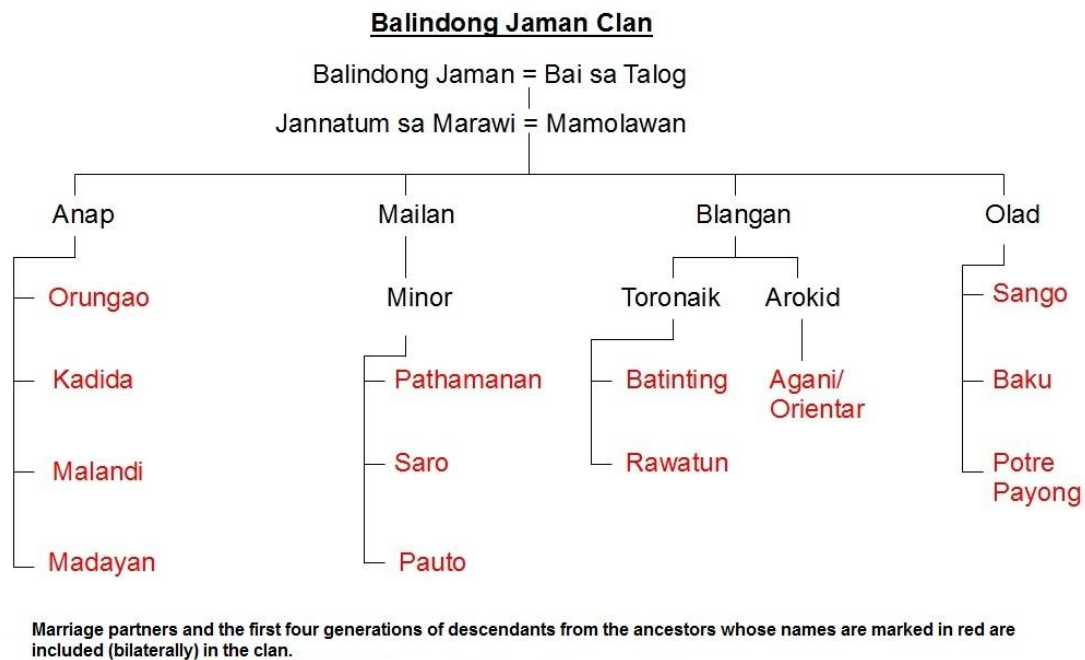 Balindong Jaman Clan
Balindong Jaman = Bai sa Talog
Jannatum sa Marawi = Mamolawan
Anap
Mailan
Blangan
Olad
Orungao
Minor
Toronaik
Arokid
Sango
Kadida
Pathamanan
Batinting
Agani/
Orientar
Baku
Malandi
Saro
Rawatun
Potre
Payong
Madayan
Pauto
Marriage partners and the first four generations of descendants from the ancestors whose names are marked in red are
included (bilaterally) in the clan.